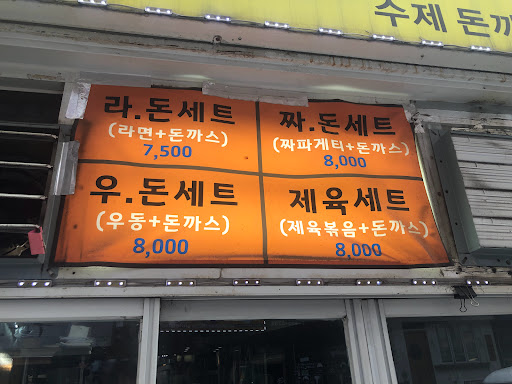 수제 돈까
라.돈세트
(라면+돈까스)
7,500
짜.돈세트
(짜파게티+돈까스)
8,000
우.돈세트
(우동+돈까스)
8,000
제육세트
(제육볶음+돈까스)
8,000